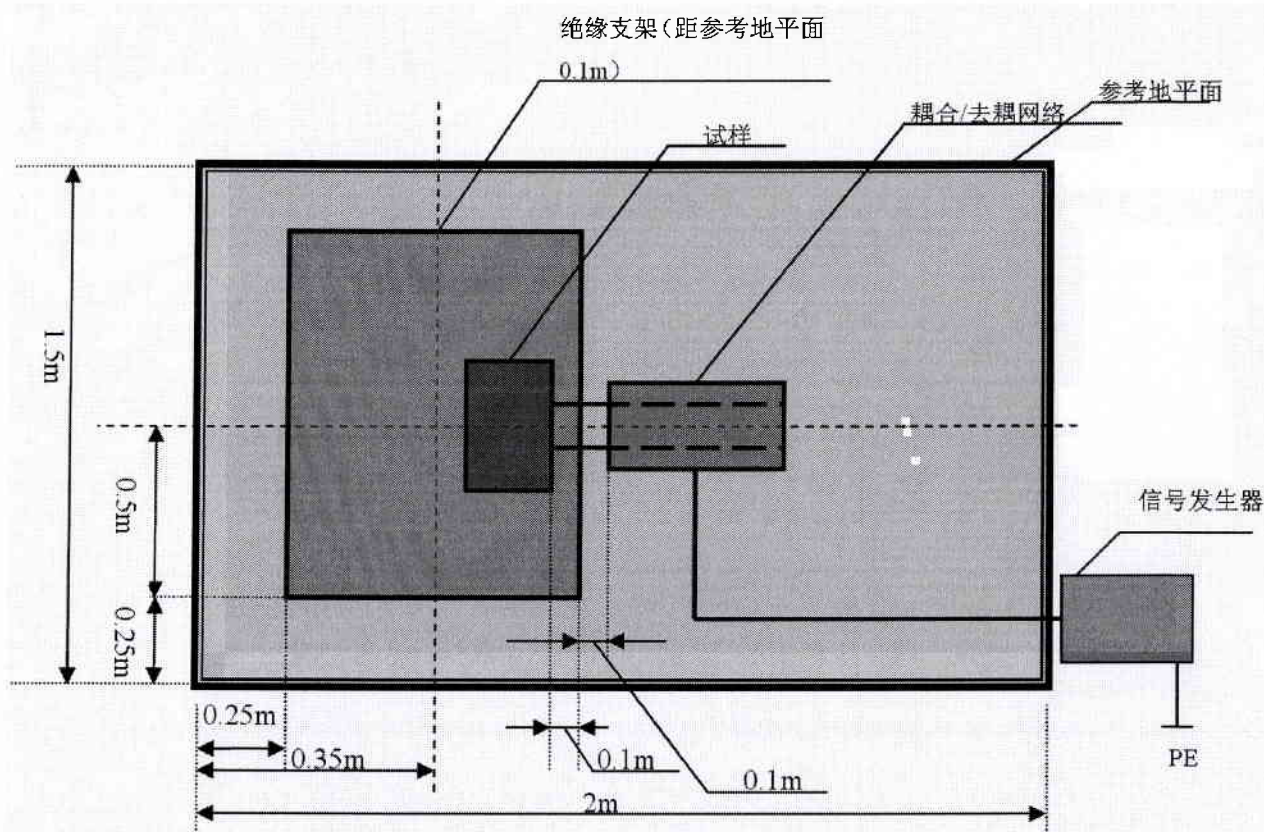 绝缘支架（距参考地平面
0.1m）
参考地平面
耦合/去耦网络
试样
1.5m
0.5m
信号发生器
0.25m
0.25m
0.35m
0.1m
0.1m
PE
2m